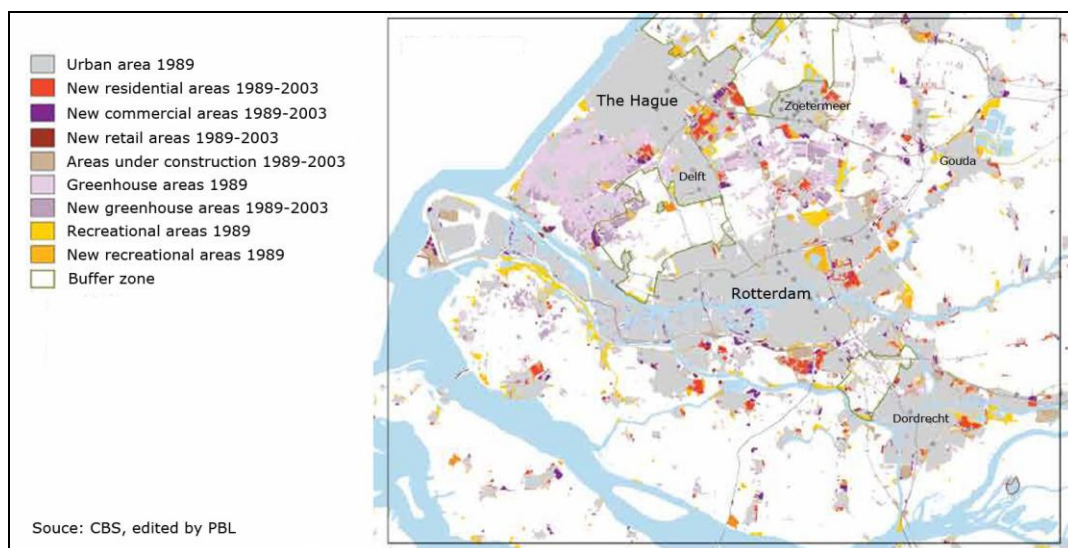 Urban area 1989
New residential areas 1989-2003
New commercial areas 1989-2003
New retail areas 1989-2003
Areas under construction 1989-2003
Greenhouse areas 1989
New greenhouse areas 1989-2003
Recreational areas 1989
New recreational areas 1989
Buffer zone
Souce: CBS, edited by PBL
The Hague
Zoetermeer
Gouda
Delft
Rotterdam
Dordrecht